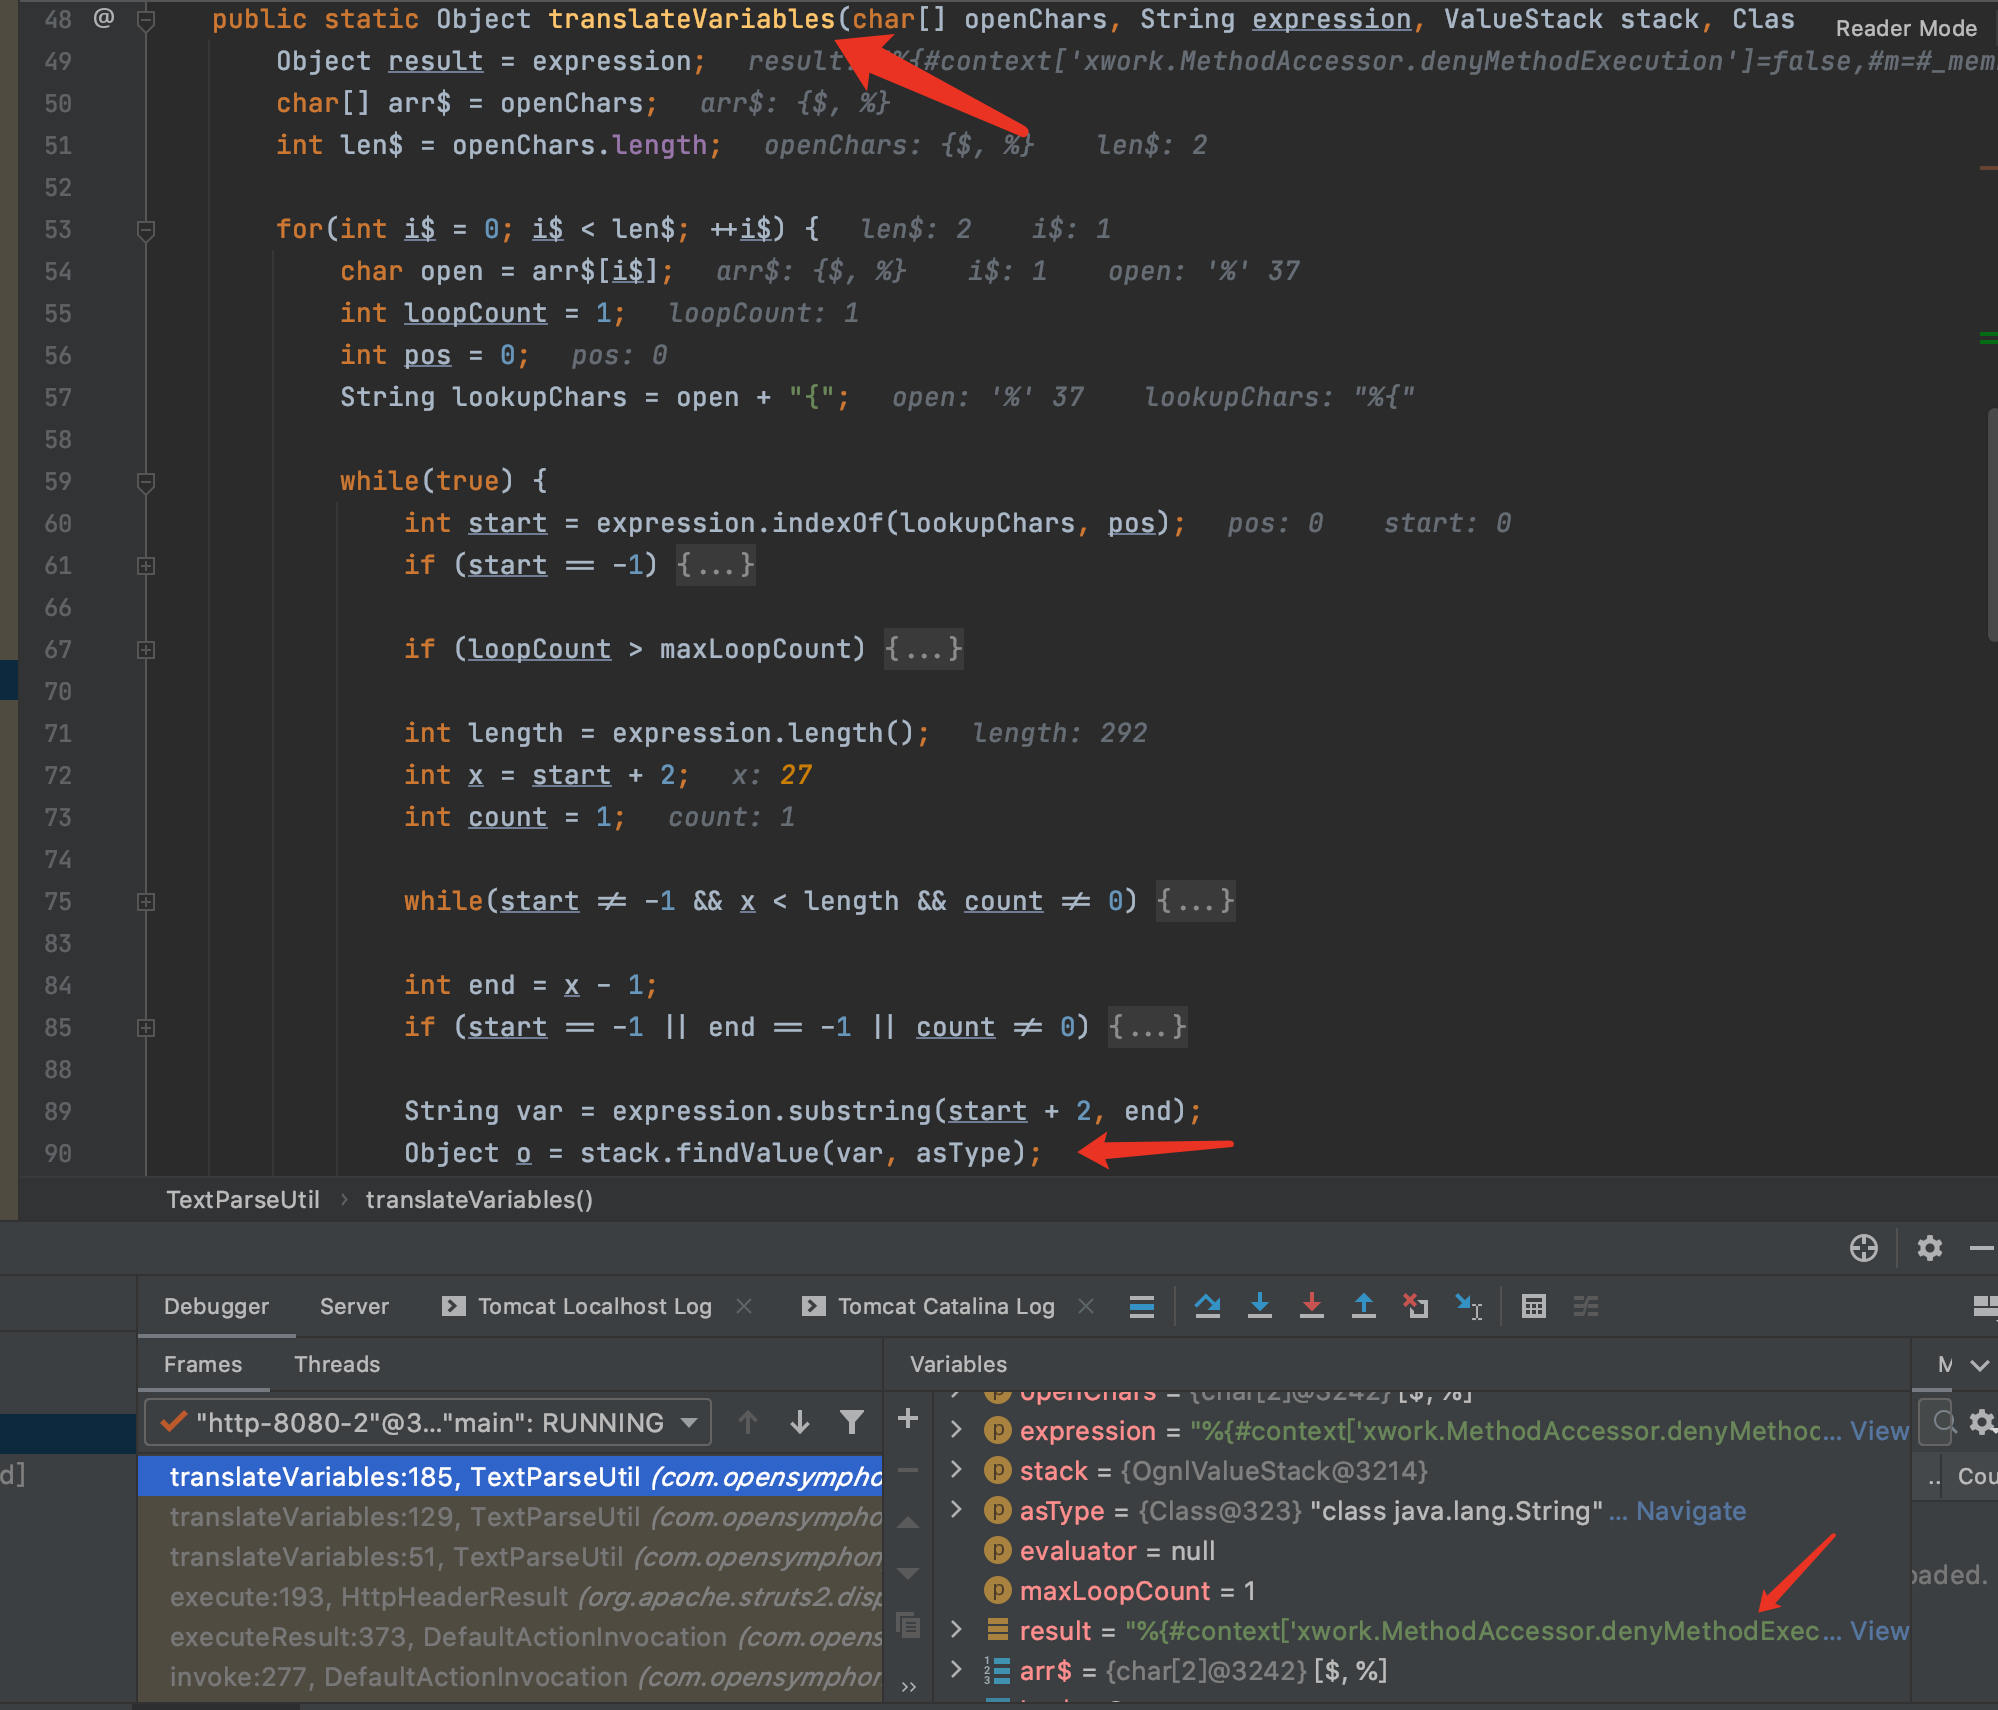 48 @ public static Object translateVariables(char[] openChars, String expression, ValueStack stack, Clas Reader Mode
49 Object result = expression; result: %{#context['xwork.MethodAccessor.denyMethodExecution']=false,#m=#_mem
50 char[] arr$ = openChars; arr$: {$, %}
51 int len$ = openChars.length; openChars: {$, %} len$: 2
52
53 for(int i$ = 0; i$ < len$; ++i$) { len$: 2 i$: 1
54 char open = arr$[i$]; arr$: {$, %} i$: 1 open: '%' 37
55 int loopCount = 1; loopCount: 1
56 int pos = 0; pos: 0
57 String lookupChars = open + "{"; open: '%' 37 lookupChars: "%{"
58
59 while(true) {
60 int start = expression.indexOf(lookupChars, pos); pos: 0 start: 0
61 if (start == -1) {...}
66
67 if (loopCount > maxLoopCount) {...}
70
71 int length = expression.length(); length: 292
72 int x = start + 2; x: 27
73 int count = 1; count: 1
74
75 while(start != -1 && x < length && count != 0) {...}
83
84 int end = x - 1;
85 if (start == -1 || end == -1 || count != 0) {...}
88
89 String var = expression.substring(start + 2, end);
90 Object o = stack.findValue(var, asType);
TextParseUtil › translateVariables()
Debugger Server Tomcat Localhost Log × Tomcat Catalina Log ×
Frames Threads
"http-8080-2"@3..."main": RUNNING
d]
translateVariables:185, TextParseUtil (com.opensympho
translateVariables:129, TextParseUtil (com.opensympho
translateVariables:51, TextParseUtil (com.opensymphon
execute:193, HttpHeaderResult (org.apache.struts2.disp
executeResult:373, DefaultActionInvocation (com.opens
invoke:277, DefaultActionInvocation (com.opensymphor
Variables
openChars = {char[2]@3242} [$, %]
expression = "%{#context['xwork.MethodAccessor.denyMethoc... View
stack = {OgnlValueStack@3214}
asType = {Class@323} "class java.lang.String" ... Navigate
evaluator = null
maxLoopCount = 1
result = "%{#context['xwork.MethodAccessor.denyMethodExec... View
arr$ = {char[2]@3242} [$, %]
M
.. Cou
oaded.